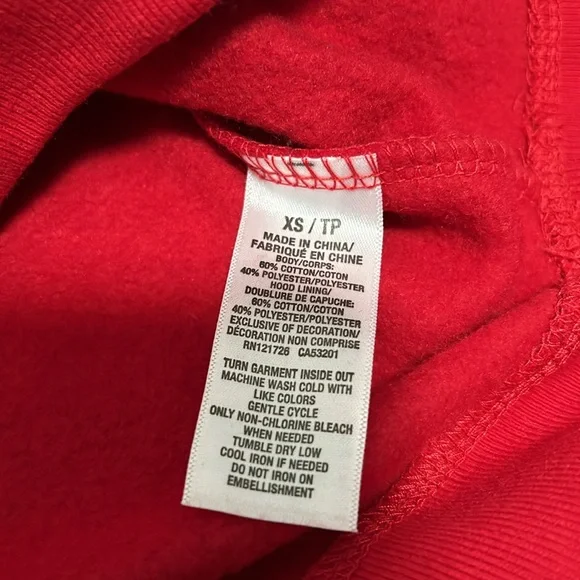 XS / TP
MADE IN CHINA/
FABRIQUÉ EN CHINE
BODY/CORPS:
60% COTTON/COTON
40% POLYESTER/POLYESTER
HOOD LINING/
DOUBLURE DE CAPUCHE:
60% COTTON/COTON
40% POLYESTER/POLYESTER
EXCLUSIVE OF DECORATION/
DÉCORATION NON COMPRISE
RN121726 CA53201
TURN GARMENT INSIDE OUT
MACHINE WASH COLD WITH
LIKE COLORS
GENTLE CYCLE
ONLY NON-CHLORINE BLEACH
WHEN NEEDED
TUMBLE DRY LOW
COOL IRON IF NEEDED
DO NOT IRON ON
EMBELLISHMENT